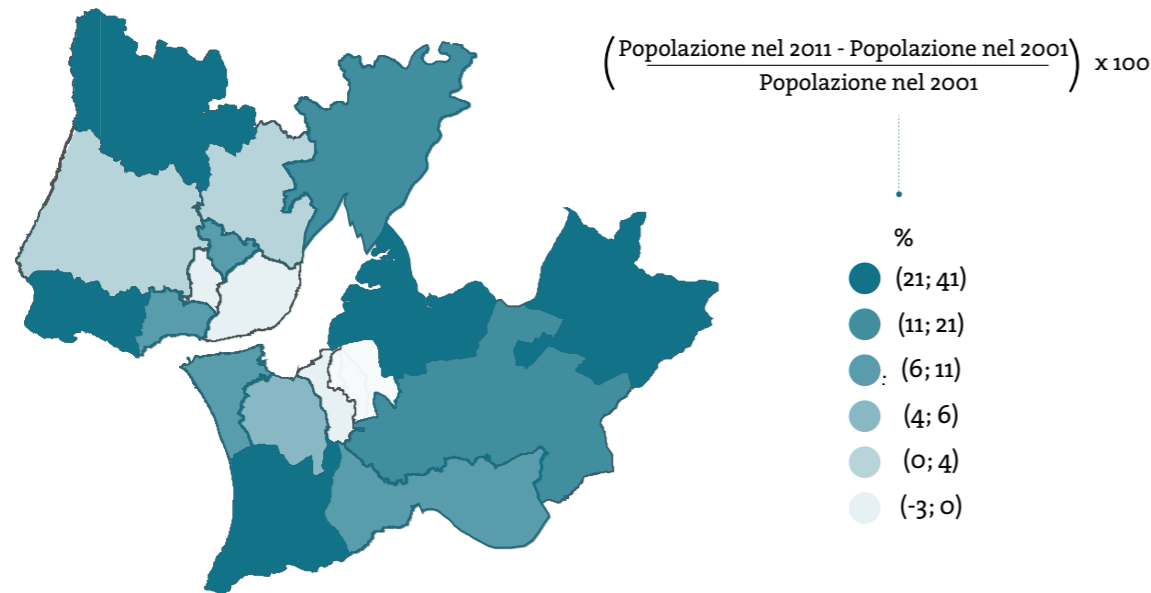 (Popolazione nel 2011 - Popolazione nel 2001) x 100
Popolazione nel 2001
%
(21; 41)
(11; 21)
: (6; 11)
(4; 6)
(0; 4)
(-3; 0)